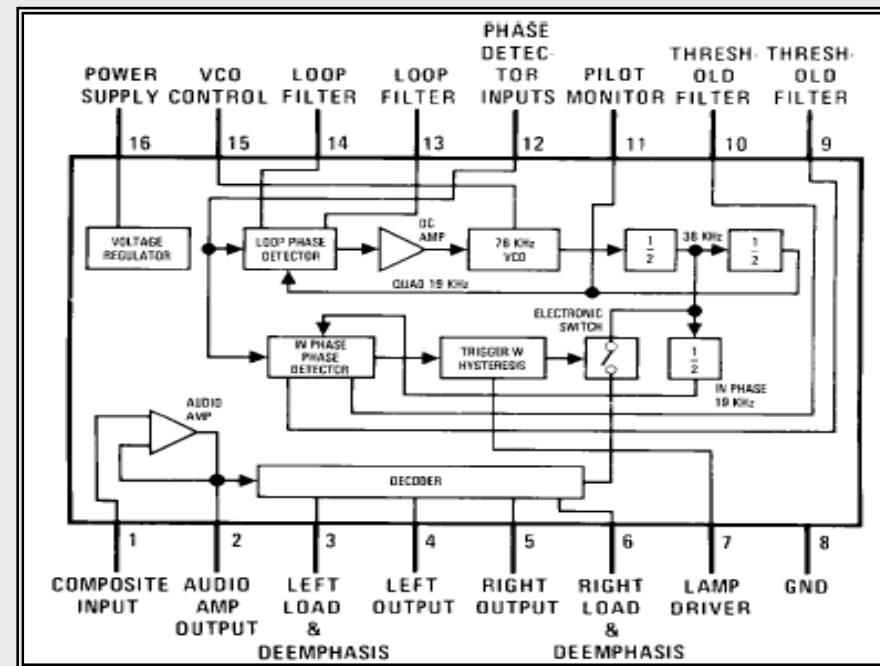 POWER
SUPPLY
VCO
CONTROL
LOOP
FILTER
LOOP
FILTER
PHASE
DETEC-
TOR
INPUTS
PILOT
MONITOR
THRESH-
OLD
FILTER
THRESH-
OLD
FILTER
16
15
14
13
12
11
10
9
VOLTAGE
REGULATOR
LOOP PHASE
DETECTOR
DC
AMP
76 KHz
VCO
1
2
38 KHz
1
2
QUAD 19 KHz
ELECTRONIC
SWITCH
IN PHASE
PHASE
DETECTOR
TRIGGER W
HYSTERESIS
1
2
IN PHASE
19 KHz
AUDIO
AMP
DECODER
1
2
3
4
5
6
7
8
COMPOSITE
INPUT
AUDIO
AMP
OUTPUT
LEFT
LOAD
&
DEEMPHASIS
LEFT
OUTPUT
RIGHT
OUTPUT
RIGHT
LOAD
&
DEEMPHASIS
LAMP
DRIVER
GND